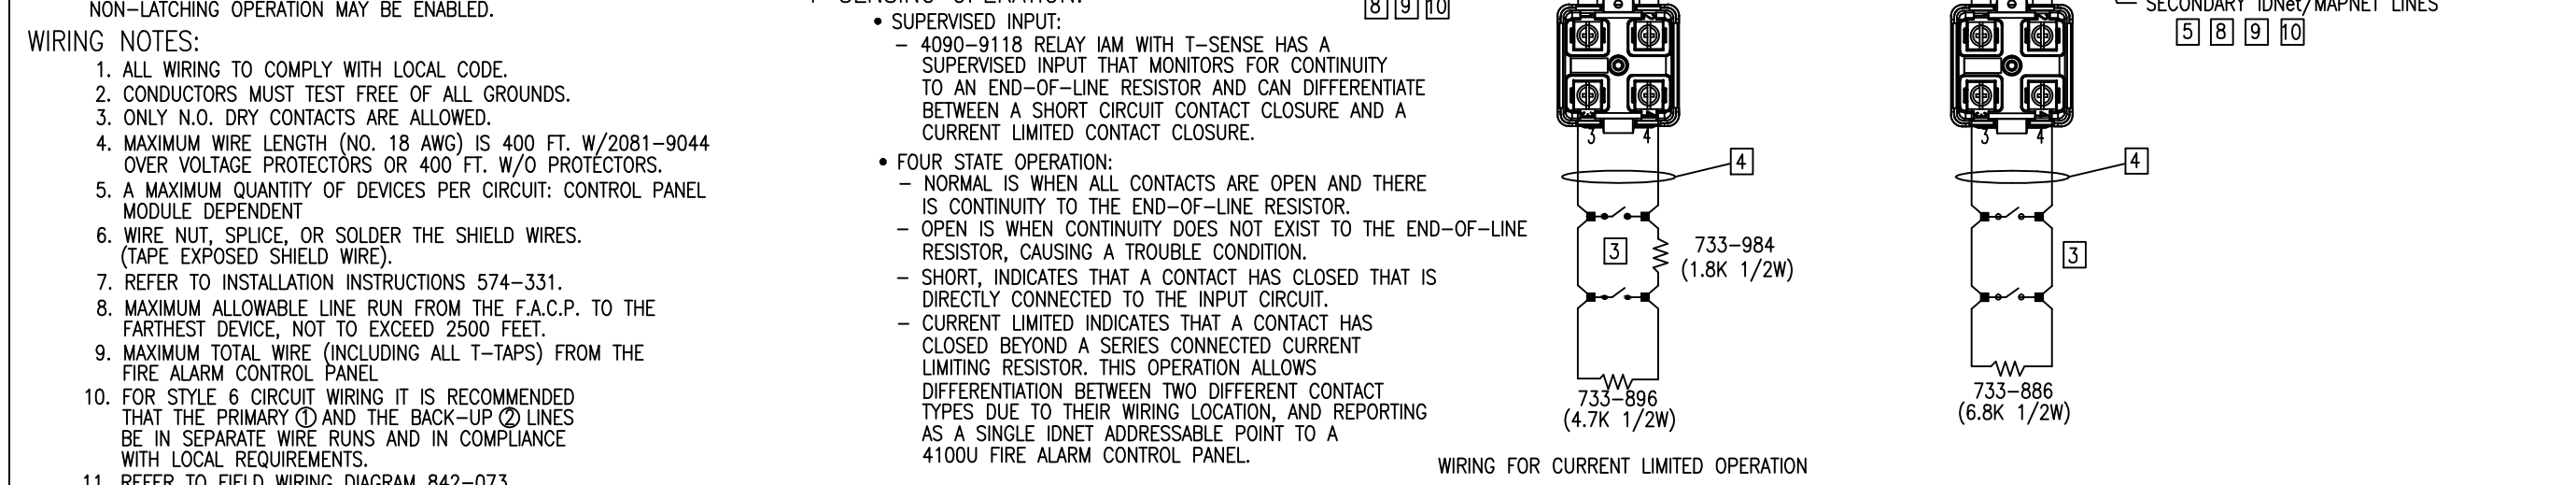 NON-LATCHING OPERATION MAY BE ENABLED.
WIRING NOTES:
1. ALL WIRING TO COMPLY WITH LOCAL CODE.
2. CONDUCTORS MUST TEST FREE OF ALL GROUNDS.
3. ONLY N.O. DRY CONTACTS ARE ALLOWED.
4. MAXIMUM WIRE LENGTH (NO. 18 AWG) IS 400 FT. W/2081-9044
OVER VOLTAGE PROTECTORS OR 400 FT. W/O PROTECTORS.
5. A MAXIMUM QUANTITY OF DEVICES PER CIRCUIT: CONTROL PANEL
MODULE DEPENDENT
6. WIRE NUT, SPLICE, OR SOLDER THE SHIELD WIRES.
(TAPE EXPOSED SHIELD WIRE).
7. REFER TO INSTALLATION INSTRUCTIONS 574-331.
8. MAXIMUM ALLOWABLE LINE RUN FROM THE F.A.C.P. TO THE
FARTHEST DEVICE, NOT TO EXCEED 2500 FEET.
9. MAXIMUM TOTAL WIRE (INCLUDING ALL T-TAPS) FROM THE
FIRE ALARM CONTROL PANEL
10. FOR STYLE 6 CIRCUIT WIRING IT IS RECOMMENDED
THAT THE PRIMARY ① AND THE BACK-UP ② LINES
BE IN SEPARATE WIRE RUNS AND IN COMPLIANCE
WITH LOCAL REQUIREMENTS.
11. REFER TO FIELD WIRING DIAGRAM 842-073
SENSING OPERATION:
• SUPERVISED INPUT:
- 4090-9118 RELAY IAM WITH T-SENSE HAS A
SUPERVISED INPUT THAT MONITORS FOR CONTINUITY
TO AN END-OF-LINE RESISTOR AND CAN DIFFERENTIATE
BETWEEN A SHORT CIRCUIT CONTACT CLOSURE AND A
CURRENT LIMITED CONTACT CLOSURE.
• FOUR STATE OPERATION:
- NORMAL IS WHEN ALL CONTACTS ARE OPEN AND THERE
IS CONTINUITY TO THE END-OF-LINE RESISTOR.
- OPEN IS WHEN CONTINUITY DOES NOT EXIST TO THE END-OF-LINE
RESISTOR, CAUSING A TROUBLE CONDITION.
- SHORT, INDICATES THAT A CONTACT HAS CLOSED THAT IS
DIRECTLY CONNECTED TO THE INPUT CIRCUIT.
- CURRENT LIMITED INDICATES THAT A CONTACT HAS
CLOSED BEYOND A SERIES CONNECTED CURRENT
LIMITING RESISTOR. THIS OPERATION ALLOWS
DIFFERENTIATION BETWEEN TWO DIFFERENT CONTACT
TYPES DUE TO THEIR WIRING LOCATION, AND REPORTING
AS A SINGLE IDNET ADDRESSABLE POINT TO A
4100U FIRE ALARM CONTROL PANEL.
8 9 10
3 4
4
3
733-984
(1.8K 1/2W)
733-896
(4.7K 1/2W)
WIRING FOR CURRENT LIMITED OPERATION
SECONDARY IDNet/MAPNET LINES
5 8 9 10
3 4
4
3
733-886
(6.8K 1/2W)